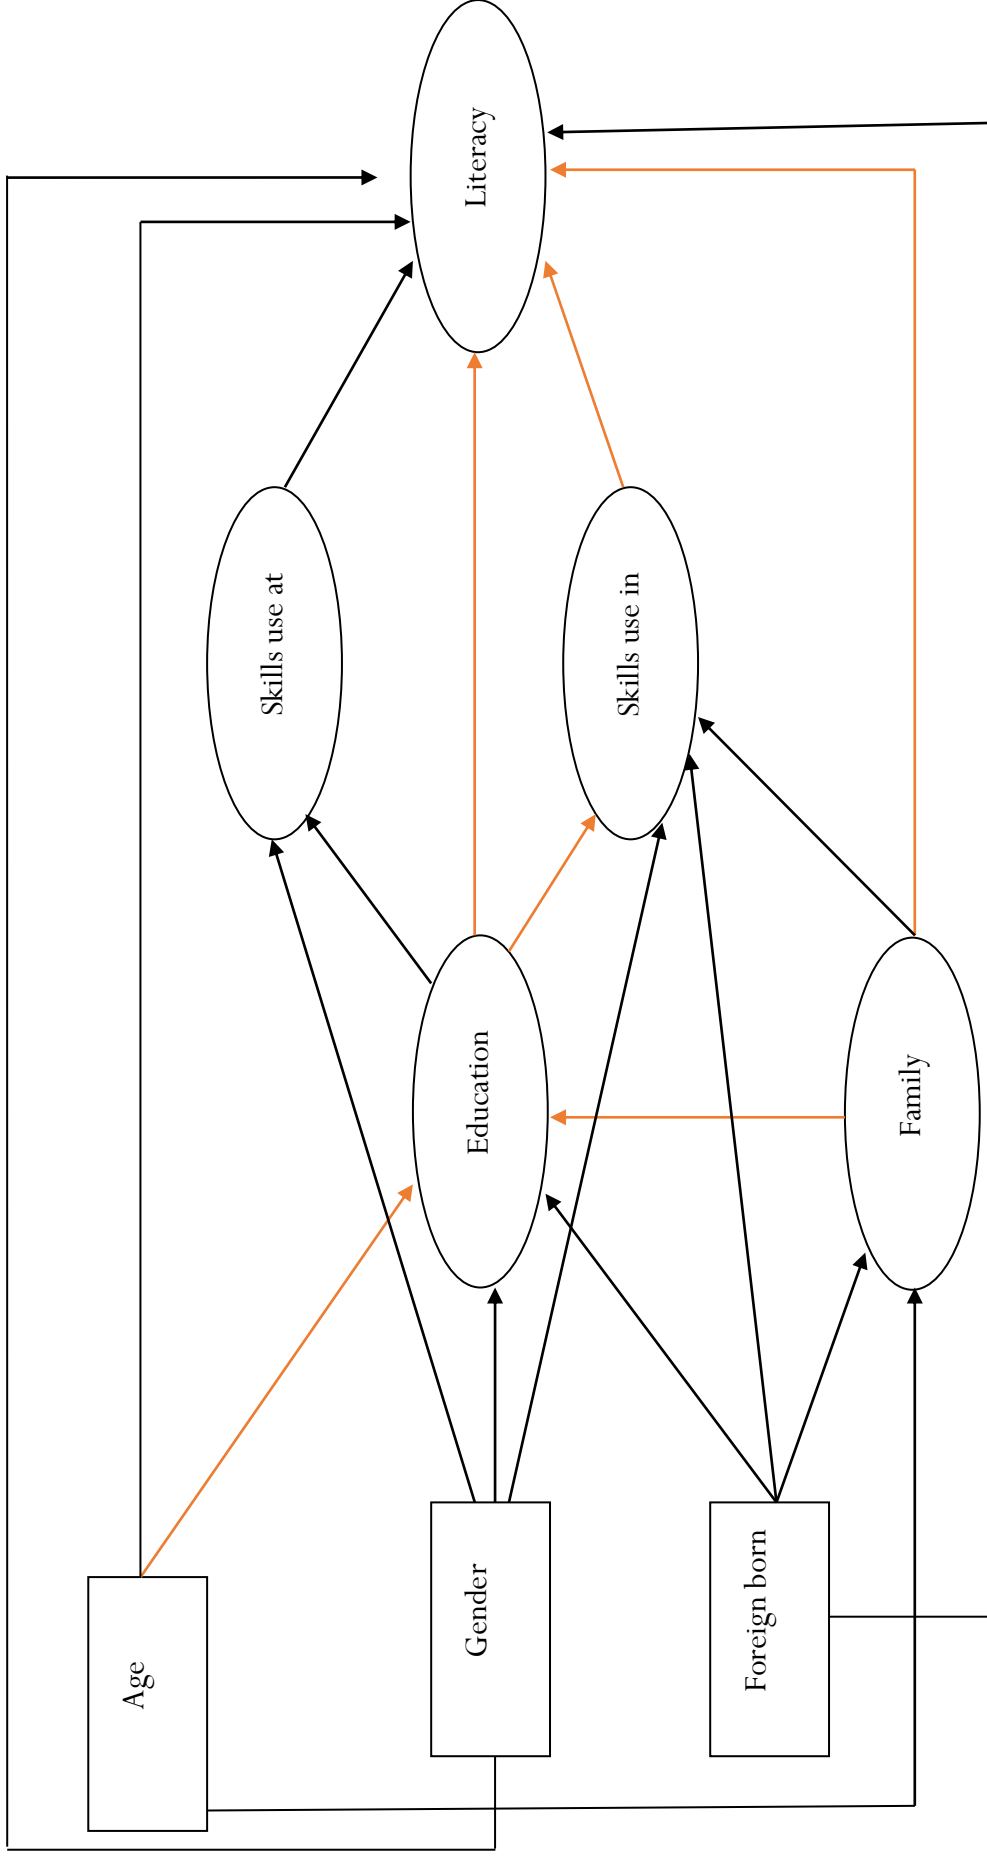 Age
Gender
Foreign born
Education
Family
Skills use at
Skills use in
Literacy